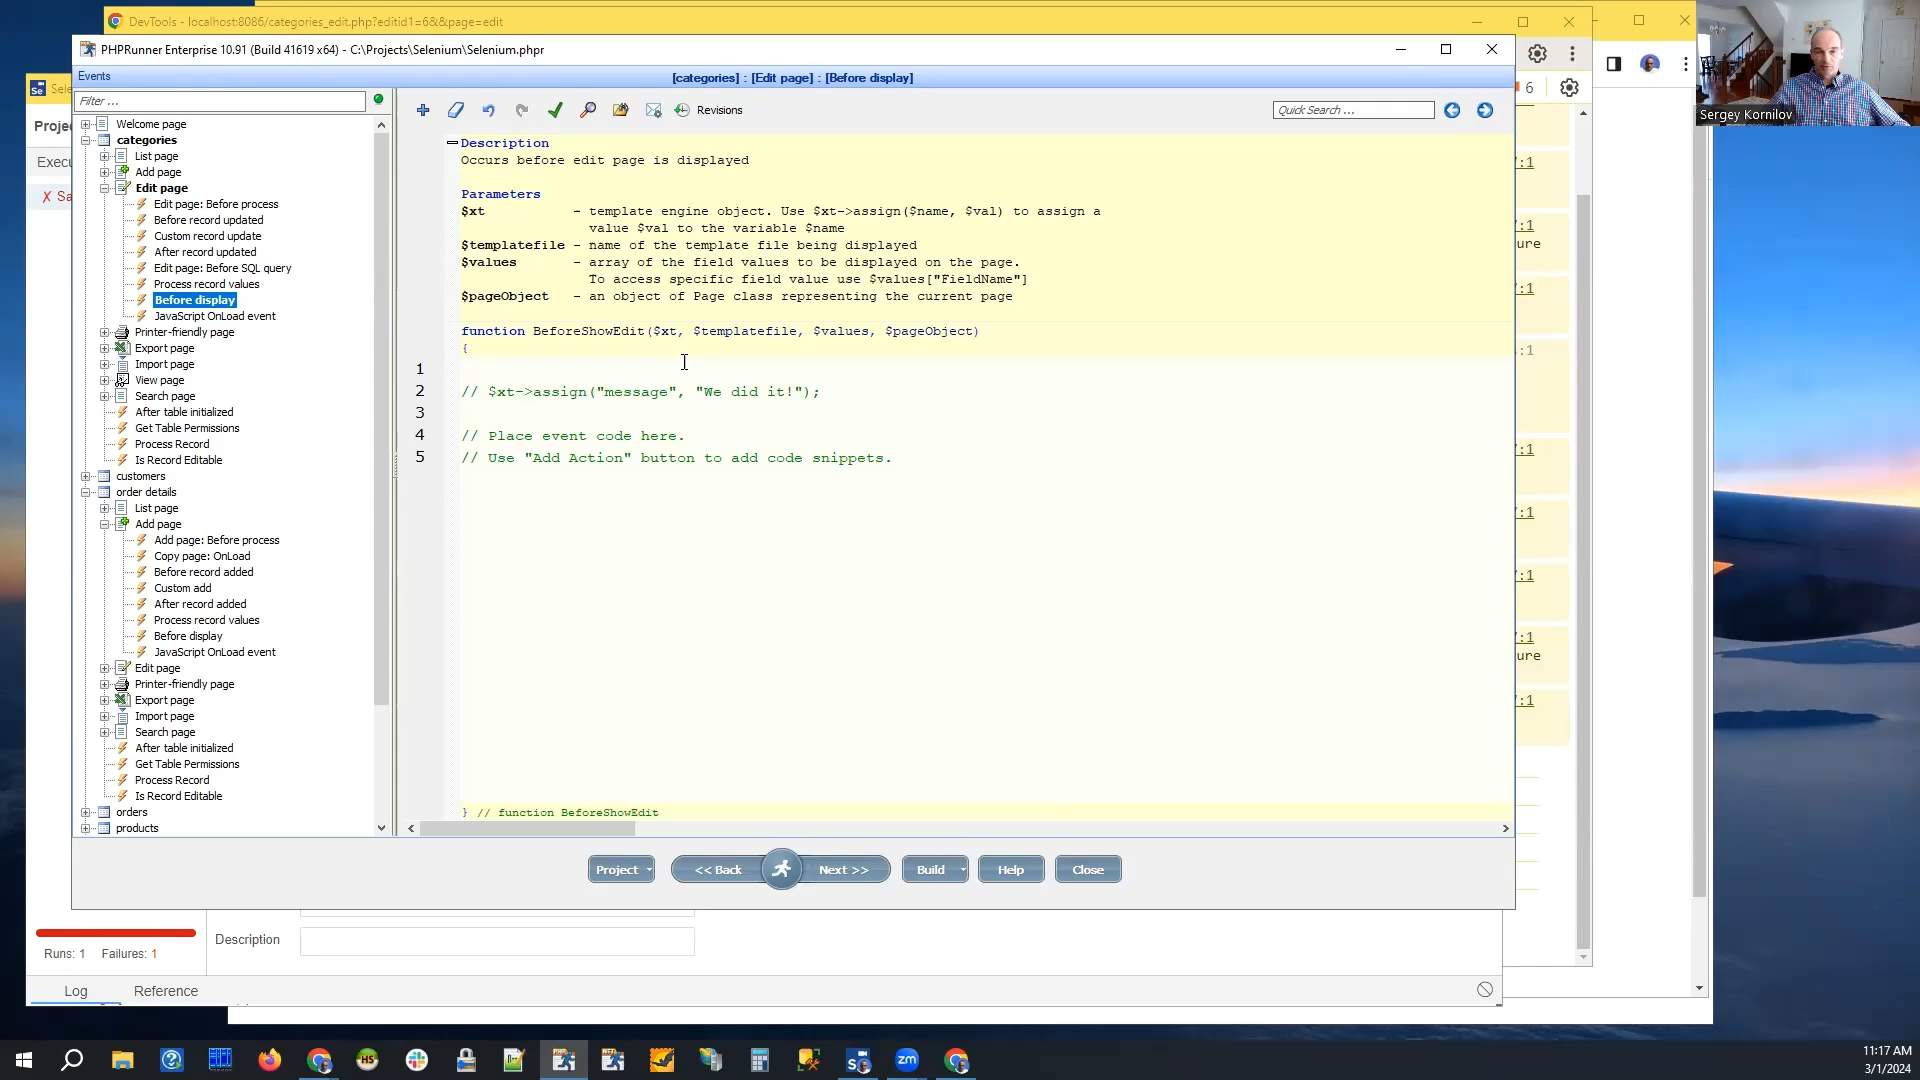 DevTools - localhost:8086/categories_edit.php?editid1=6&&page=edit
PHPRunner Enterprise 10.91 (Build 41619 x64) - C:\Projects\Selenium\Selenium.phpr
Events
[categories] : [Edit page] : [Before display]
Filter ...
Revisions
Quick Search ...
6
Sergey Kornilov
Welcome page
categories
List page
Add page
Edit page
Edit page: Before process
Before record updated
Custom record update
After record updated
Edit page: Before SQL query
Process record values
Before display
JavaScript OnLoad event
Printer-friendly page
Export page
Import page
View page
Search page
After table initialized
Get Table Permissions
Process Record
Is Record Editable
customers
order details
List page
Add page
Add page: Before process
Copy page: OnLoad
Before record added
Custom add
After record added
Process record values
Before display
JavaScript OnLoad event
Edit page
Printer-friendly page
Export page
Import page
Search page
After table initialized
Get Table Permissions
Process Record
Is Record Editable
orders
products
Description
Occurs before edit page is displayed
Parameters
$xt - template engine object. Use $xt->assign($name, $val) to assign a
value $val to the variable $name
$templatefile - name of the template file being displayed
$values - array of the field values to be displayed on the page.
To access specific field value use $values["FieldName"]
$pageObject - an object of Page class representing the current page
function BeforeShowEdit($xt, $templatefile, $values, $pageObject)
{
1
2 // $xt->assign("message", "We did it!");
3
4 // Place event code here.
5 // Use "Add Action" button to add code snippets.
} // function BeforeShowEdit
Project
<< Back
Next >>
Build
Help
Close
Description
Runs: 1 Failures: 1
Log
Reference
11:17 AM
3/1/2024